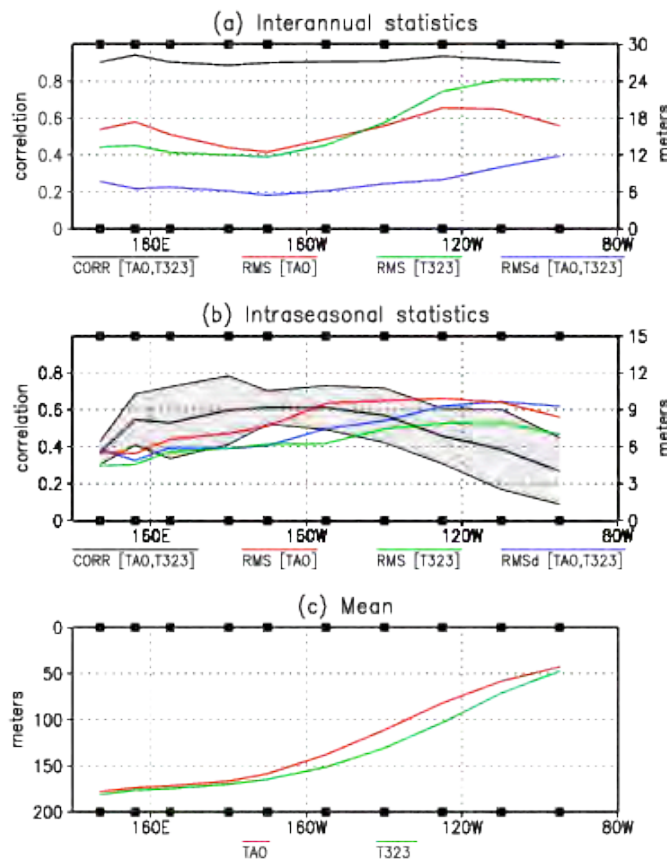 (a) Interannual statistics
30
0.8 24
0.6 18
0.4 12
0.2 6
0 0
correlation
meters
160E 160W 120W 80W
CORR [TAO,T323] RMS [TAO] RMS [T323] RMSd [TAO,T323]
(b) Intraseasonal statistics
15
0.8 12
0.6 9
0.4 6
0.2 3
0 0
correlation
meters
160E 160W 120W 80W
CORR [TAO,T323] RMS [TAO] RMS [T323] RMSd [TAO,T323]
(c) Mean
0
50
100
150
200
meters
160E 160W 120W 80W
TAO T323